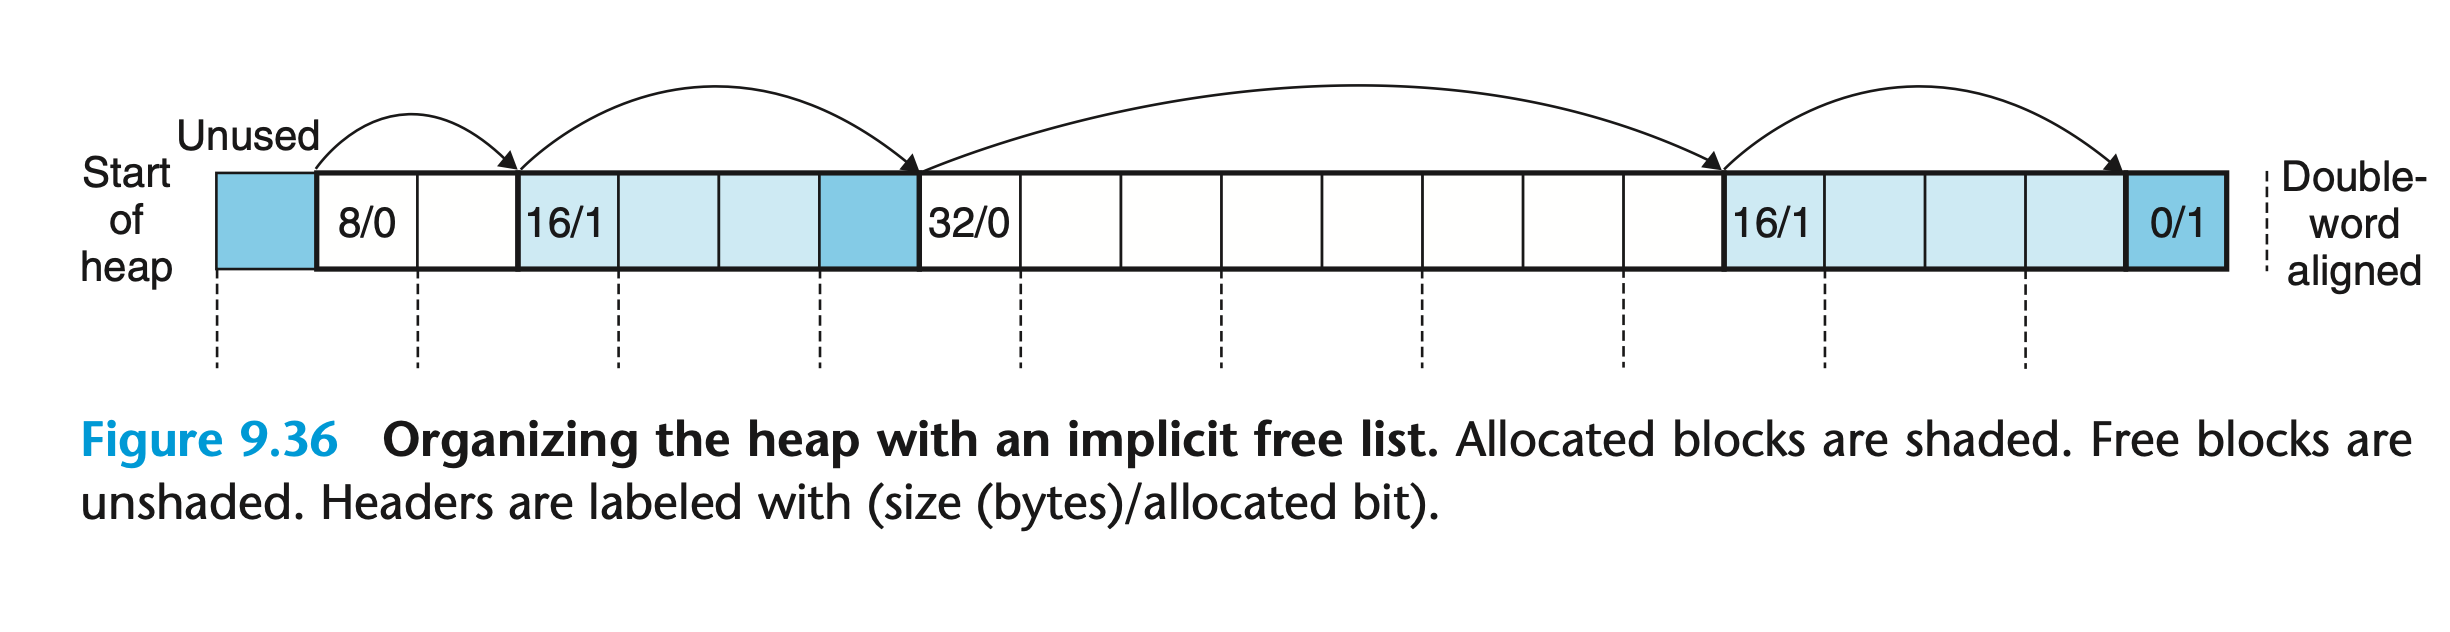 Unused
Start
of
heap
8/0
16/1
32/0
16/1
0/1
Double-
word
aligned
Figure 9.36 Organizing the heap with an implicit free list. Allocated blocks are shaded. Free blocks are
unshaded. Headers are labeled with (size (bytes)/allocated bit).